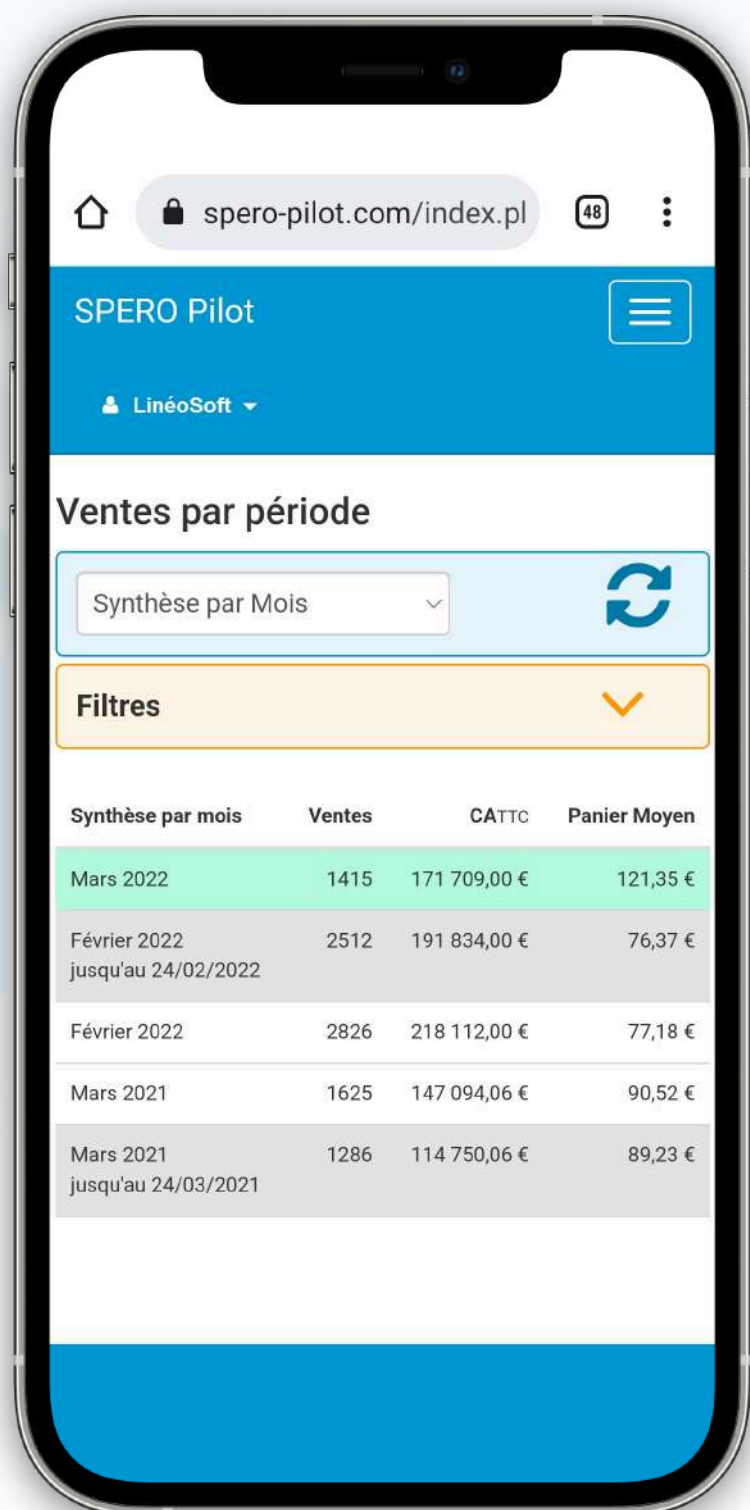 spero-pilot.com/index.pl 48
SPERO Pilot
LinéoSoft
Ventes par période
Synthèse par Mois
Filtres
Synthèse par mois Ventes CATTC Panier Moyen
Mars 2022 1415 171 709,00 € 121,35 €
Février 2022 2512 191 834,00 € 76,37 €
jusqu'au 24/02/2022
Février 2022 2826 218 112,00 € 77,18 €
Mars 2021 1625 147 094,06 € 90,52 €
Mars 2021 1286 114 750,06 € 89,23 €
jusqu'au 24/03/2021